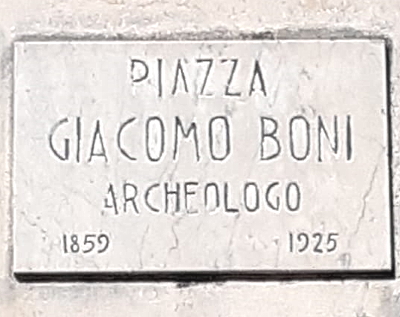 PIAZZA
GIACOMO BONI
ARCHEOLOGO
1859 1925